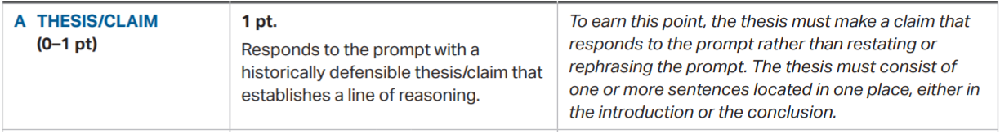 A THESIS/CLAIM
(0–1 pt)
1 pt.
Responds to the prompt with a
historically defensible thesis/claim that
establishes a line of reasoning.
To earn this point, the thesis must make a claim that
responds to the prompt rather than restating or
rephrasing the prompt. The thesis must consist of
one or more sentences located in one place, either in
the introduction or the conclusion.